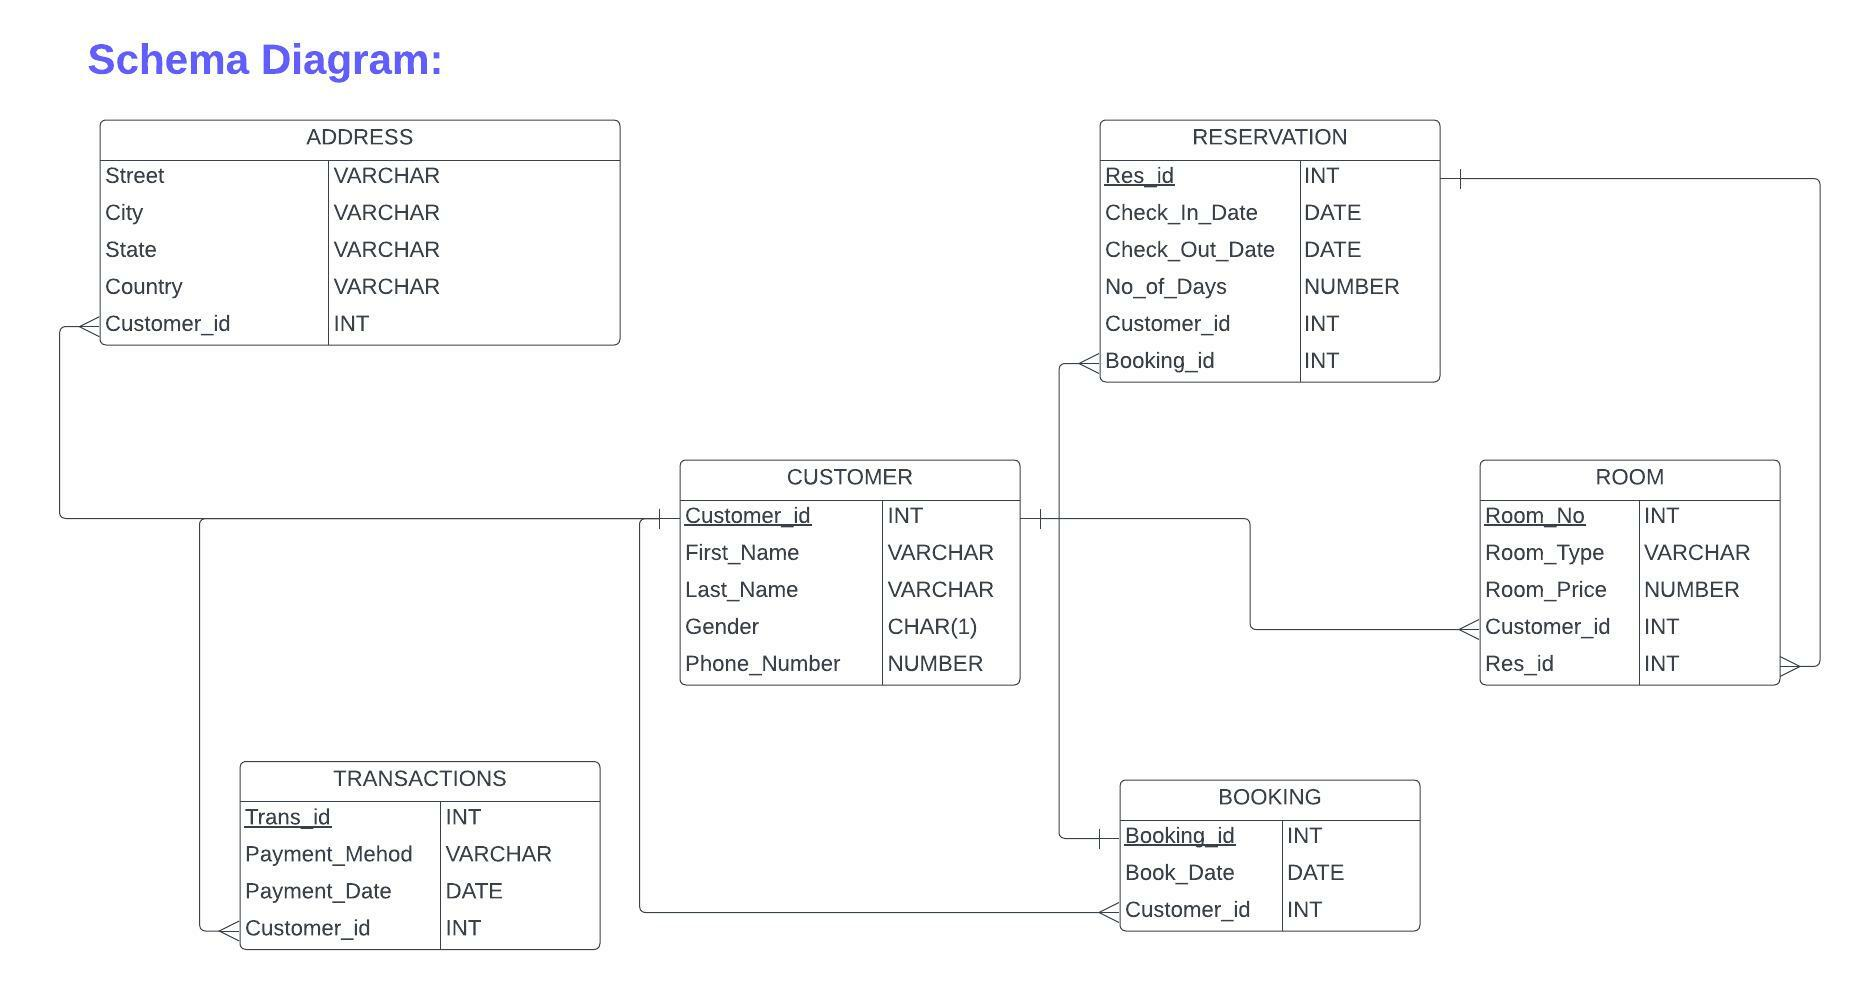 Schema Diagram:
ADDRESS
Street VARCHAR
City VARCHAR
State VARCHAR
Country VARCHAR
Customer_id INT
RESERVATION
Res_id INT
Check_In_Date DATE
Check_Out_Date DATE
No_of_Days NUMBER
Customer_id INT
Booking_id INT
CUSTOMER
Customer_id INT
First_Name VARCHAR
Last_Name VARCHAR
Gender CHAR(1)
Phone_Number NUMBER
ROOM
Room_No INT
Room_Type VARCHAR
Room_Price NUMBER
Customer_id INT
Res_id INT
TRANSACTIONS
Trans_id INT
Payment_Mehod VARCHAR
Payment_Date DATE
Customer_id INT
BOOKING
Booking_id INT
Book_Date DATE
Customer_id INT